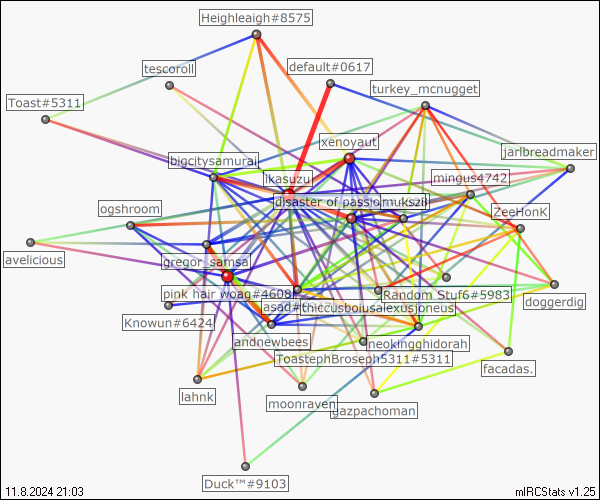 Heighleaigh#8575
default#0617
tescoroll
turkey_mcnugget
Toast#5311
xenoyaut
jarlbreadmaker
bigcitysamurai
ikasuzu
mingus4742
disaster of passion
mukszi
ogshroom
ZeeHonK
avelicious
gregor_samsa
pink hair woag#4608
asad#
thiccusboiusalexusjoneus
Random Stuf6#5983
doggerdig
Knowun#6424
andnewbees
neokingghidorah
ToastephBroseph5311#5311
facadas.
lahnk
moonraven
gazpachoman
Duck™#9103
11.8.2024 21:03
mIRCStats v1.25